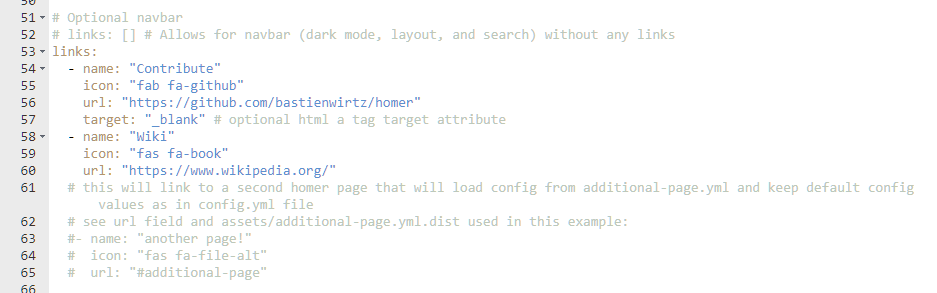 50
51 # Optional navbar
52 # links: [] # Allows for navbar (dark mode, layout, and search) without any links
53 links:
54   - name: "Contribute"
55     icon: "fab fa-github"
56     url: "https://github.com/bastienwirtz/homer"
57     target: "_blank" # optional html a tag target attribute
58   - name: "Wiki"
59     icon: "fas fa-book"
60     url: "https://www.wikipedia.org/"
61   # this will link to a second homer page that will load config from additional-page.yml and keep default config
values as in config.yml file
62   # see url field and assets/additional-page.yml.dist used in this example:
63   #- name: "another page!"
64   #  icon: "fas fa-file-alt"
65   #  url: "#additional-page"
66